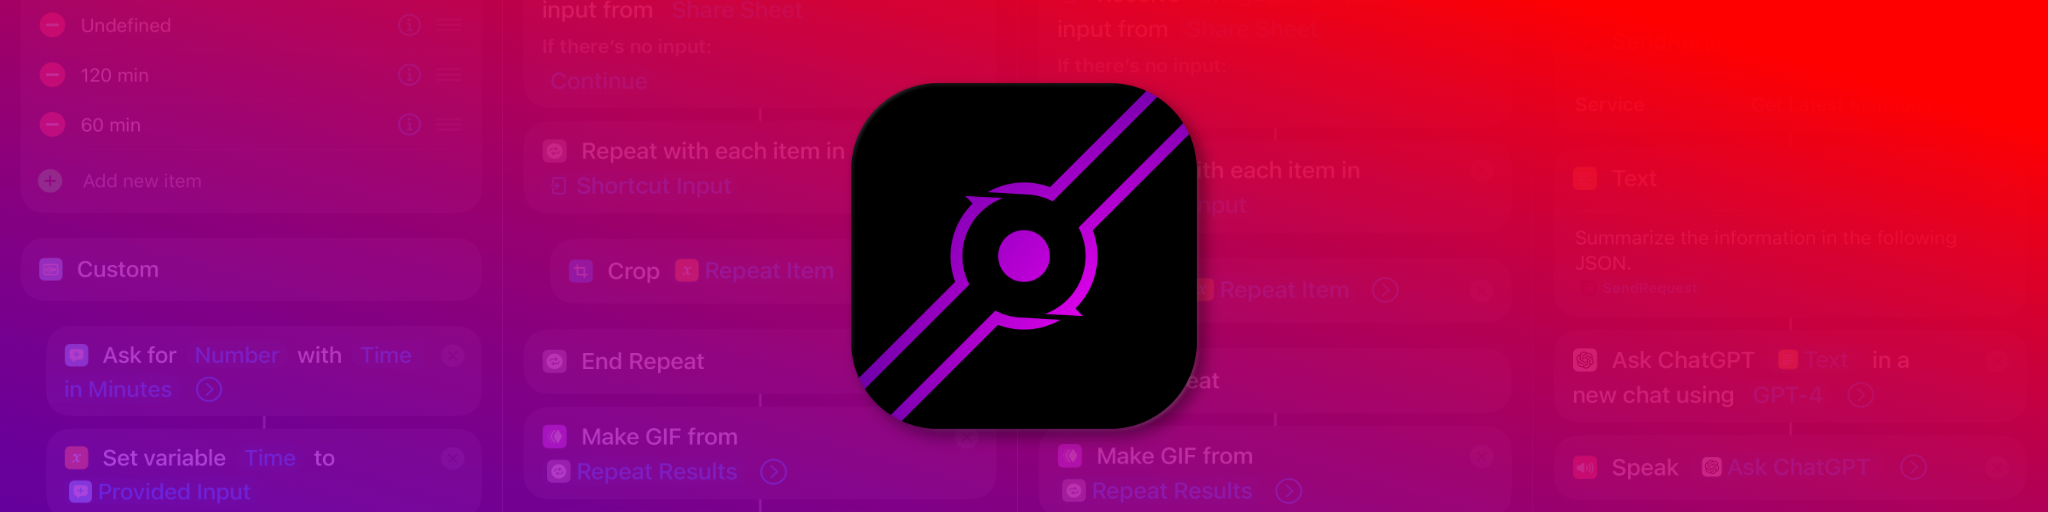 Undefined
120 min
60 min
Add new item
Custom
Ask for Number with Time
in Minutes
Set variable Time to
Provided Input
input from Share Sheet
If there's no input:
Continue
Repeat with each item in
Shortcut Input
Crop Repeat Item
End Repeat
Make GIF from
Repeat Results
input from Share Sheet
If there's no input:
ith each item in
nput
Repeat Item
eat
Make GIF from
Repeat Results
Service
Text
Summarize the information in the following
JSON.
SendRequest
Ask ChatGPT Text in a
new chat using GPT-4
Speak Ask ChatGPT